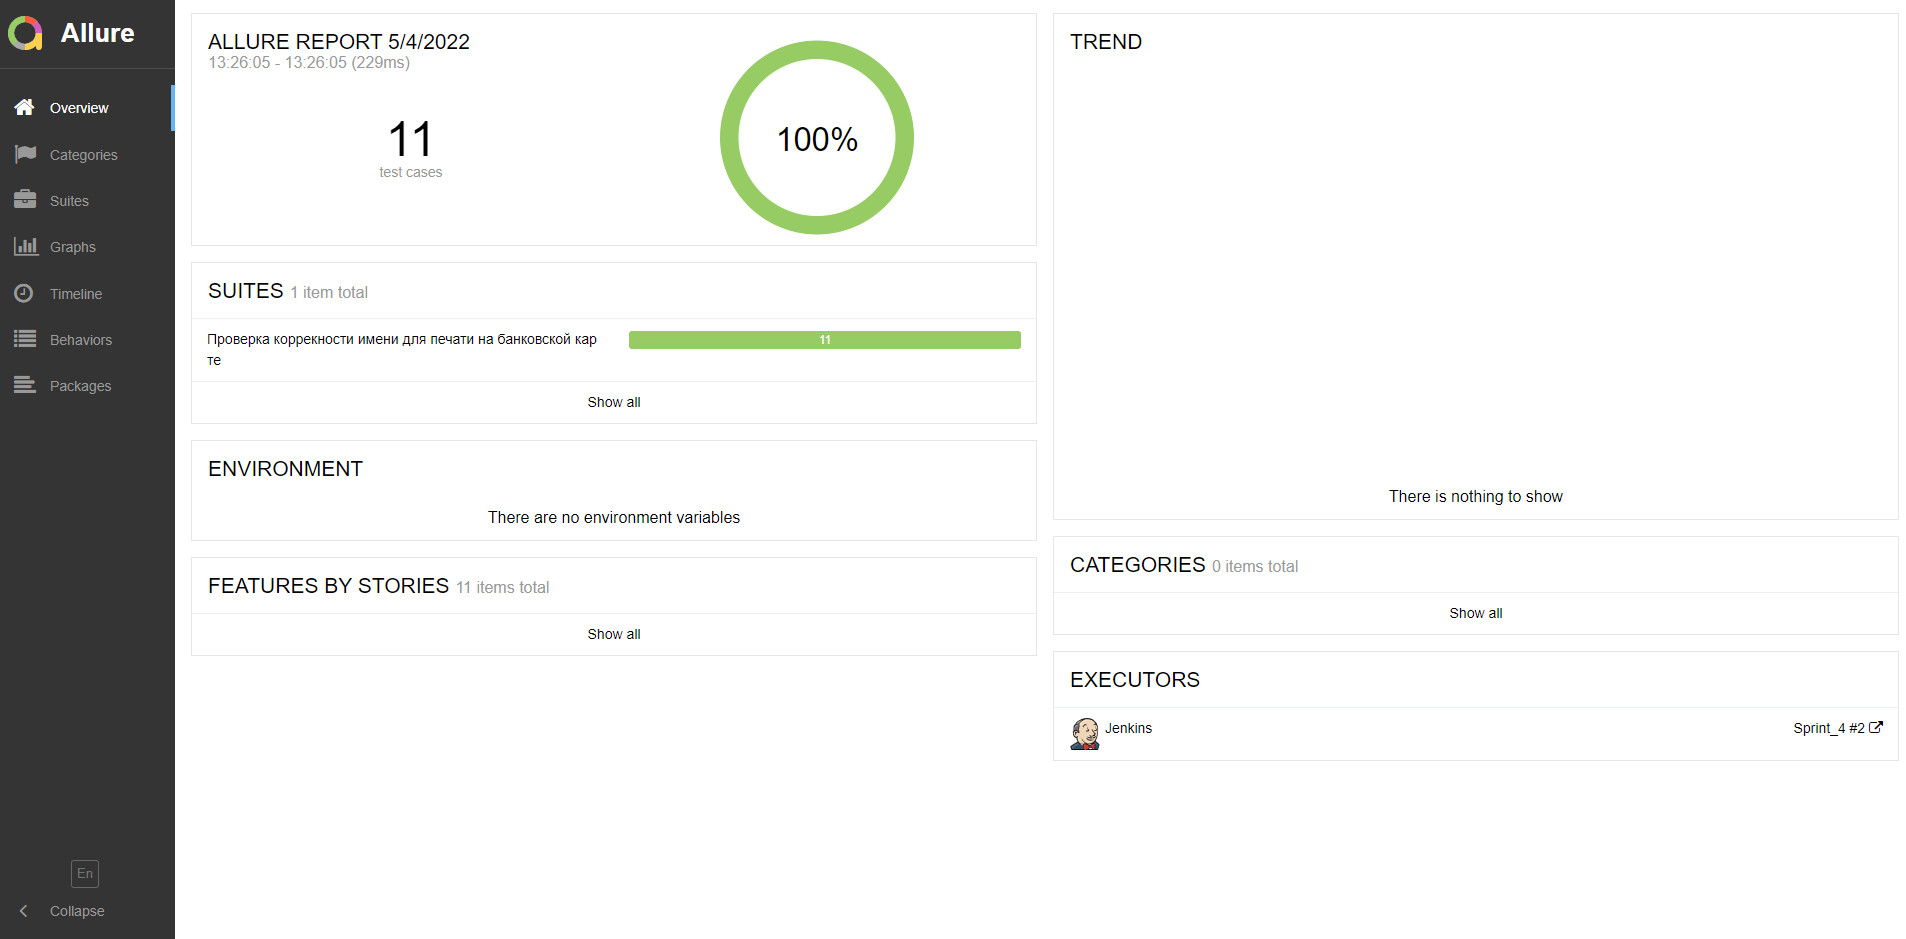 Allure
Overview
Categories
Suites
Graphs
Timeline
Behaviors
Packages
En
Collapse
ALLURE REPORT 5/4/2022
13:26:05 - 13:26:05 (229ms)
11
test cases
100%
SUITES 1 item total
Проверка коррекности имени для печати на банковской кар
те
11
Show all
ENVIRONMENT
There are no environment variables
FEATURES BY STORIES 11 items total
Show all
TREND
There is nothing to show
CATEGORIES 0 items total
Show all
EXECUTORS
Jenkins
Sprint_4 #2